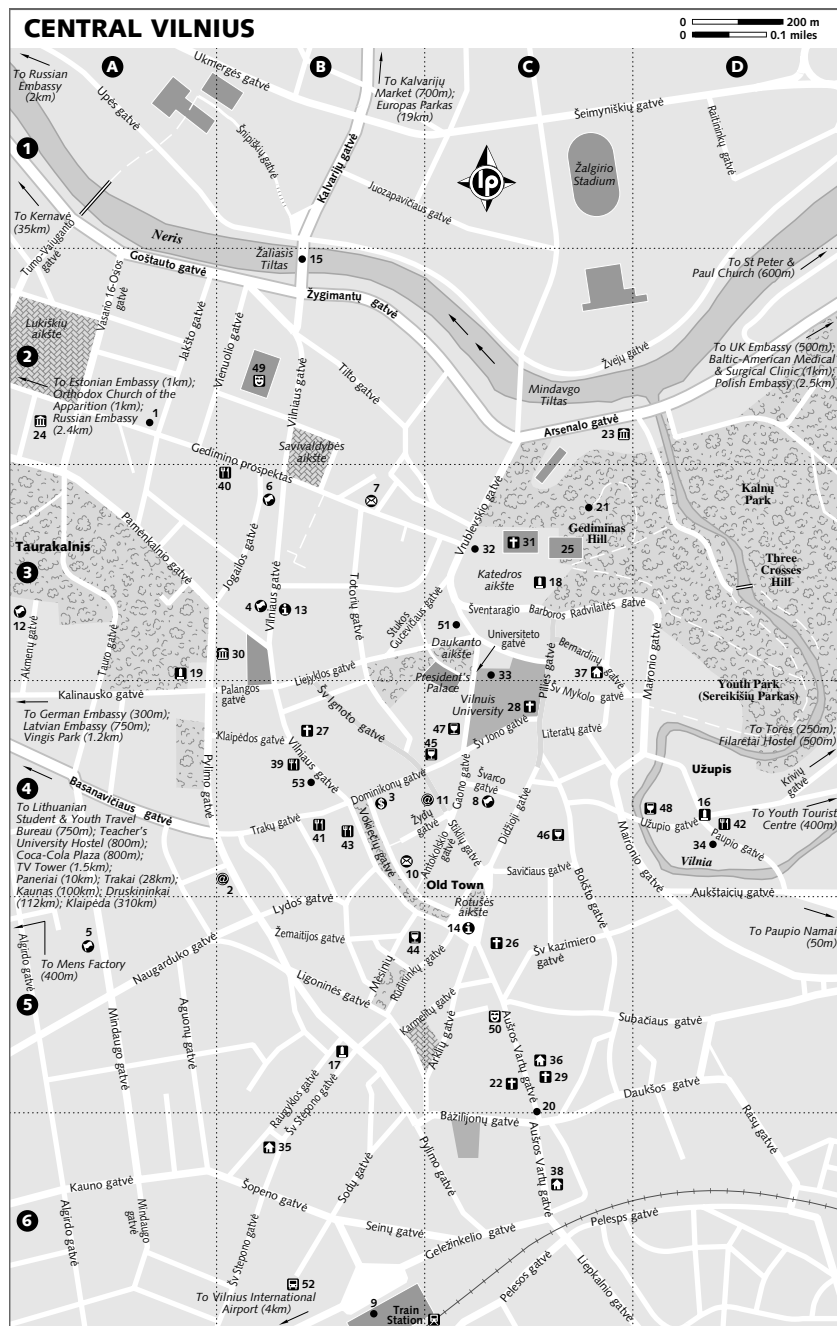 CENTRAL VILNIUS
0 200 m
0 0.1 miles
A
B
C
D
To Russian
Embassy
(2km)
Ukmergės gatvė
Upės gatvė
Šnipiškių gatvė
To Kalvarijų
Market (700m);
Europas Parkas
(19km)
Kalvarijų gatvė
Juozapavičiaus gatvė
Šeimyniškių gatvė
Raitininkų gatvė
Žalgirio
Stadium
lp
1
To Kernavė
(35km)
Tumo-Vaižganto
gatvė
Neris
Žaliasis
Tiltas
15
Goštauto gatvė
Vasario 16-Osos
gatvė
Žygimantų gatvė
To St Peter &
Paul Church (600m)
Lukiškių
aikštė
Jakšto gatvė
Vienuolio gatvė
2
49
Vilniaus gatvė
Tilto gatvė
Žvejų gatvė
Mindavgo
Tiltas
To UK Embassy (500m);
Baltic-American Medical
& Surgical Clinic (1km);
Polish Embassy (2.5km)
To Estonian Embassy (1km);
Orthodox Church of the
Apparition (1km);
Russian Embassy
(2.4km)
1
24
Arsenalo gatvė
23
Gedimino prospektas
Savivaldybės
aikštė
40
6
7
Vrublevskio gatvė
21
Gediminas
Hill
Kalnų
Park
Taurakalnis
Pamėnkalnio gatvė
Jogailos gatvė
31
25
32
Three
Crosses
Hill
3
Katedros
aikštė
18
12
4
13
Vilniaus gatvė
Totorių gatvė
Stukos
Gucevičiaus gatvė
Šventaragio
Barboros Radvilaitės gatvė
51
Universiteto
gatvė
Daukanto
aikštė
Bernardinų
gatvė
Akmenų gatvė
Tauro gatvė
30
19
Liejyklos gatvė
President's
Palace
33
37
Maironio gatvė
Kalinausko gatvė
Palangos
gatvė
Šv Ignoto gatvė
Vilnuis
University
28
Pilies gatvė
Šv Mykolo gatvė
Youth Park
(Sereikišių Parkas)
To German Embassy (300m);
Latvian Embassy (750m);
Vingis Park (1.2km)
Klaipėdos gatvė
27
47
45
Šv Jono gatvė
Literatų gatvė
To Tores (250m);
Filaretai Hostel (500m)
Pylimo gatvė
Vilniaus gatvė
39
53
Užupis
Krivių
gatvė
4
Basanavičiaus gatvė
Dominikonų gatvė
3
11
Gaono gatvė
Švarco
gatvė
8
48
16
Užupio gatvė
42
To Youth Tourist
Centre (400m)
To Lithuanian
Student & Youth Travel
Bureau (750m); Teacher's
University Hostel (800m);
Coca-Cola Plaza (800m);
TV Tower (1.5km);
Paneriai (10km); Trakai (28km);
Kaunas (100km); Druskininkai
(112km); Klaipėda (310km)
Trakų gatvė
41
43
Vokiečių gatvė
Žydų
gatvė
Stiklių gatvė
Antokolskio
gatvė
Didžioji gatvė
46
Maironio gatvė
34
Paupio gatvė
Vilnia
10
2
Old Town
Savičiaus gatvė
Bokšto gatvė
Aukštaičių gatvė
Lydos gatvė
Rotušės
aikštė
14
5
Algirdo gatvė
To Mens Factory
(400m)
Naugarduko gatvė
Žemaitijos gatvė
44
26
Šv kazimiero
gatvė
To Paupio Namai
(50m)
Mėsinių
Rūdininkų gatvė
Ligoninės gatvė
5
Mindaugo gatvė
Aguonų gatvė
Karmelitų gatvė
Arklių gatvė
50
Aušros Vartų gatvė
Subačiaus gatvė
17
Raugyklos gatvė
Šv Stepono gatvė
36
29
22
20
Daukšos gatvė
Rasų gatvė
Bazilijonų gatvė
35
Sodų gatvė
Pylimo gatvė
Aušros Vartų gatvė
38
Kauno gatvė
Šopeno gatvė
6
Algirdo gatvė
Mindaugo
gatvė
Šv Stepono gatvė
Seinų gatvė
Geležinkelio gatvė
Pelesps gatvė
52
To Vilnius International
Airport (4km)
9
Train
Station
Pelesos gatvė
Liepkalnio gatvė